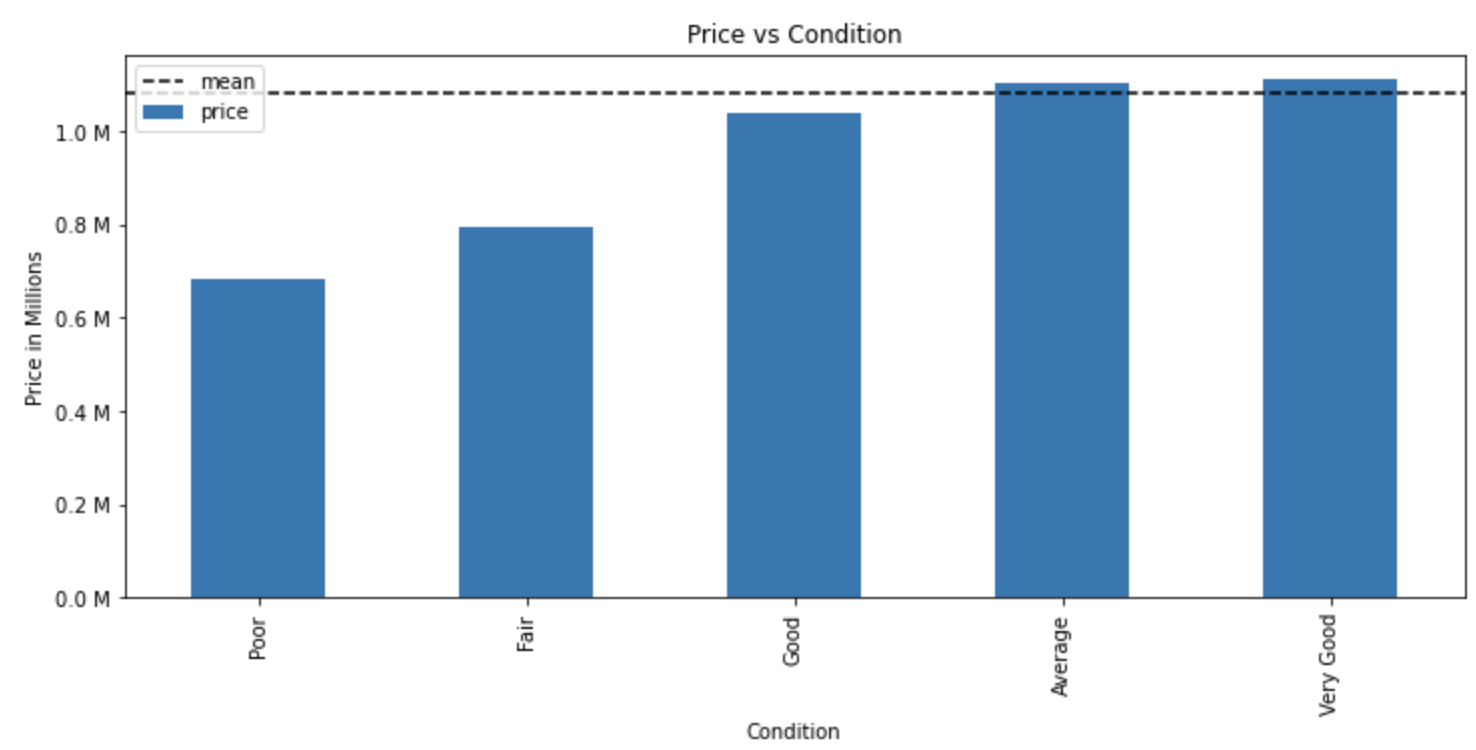 Price vs Condition
mean
price
1.0 M
0.8 M
0.6 M
0.4 M
0.2 M
0.0 M
Price in Millions
Poor
Fair
Good
Average
Very Good
Condition